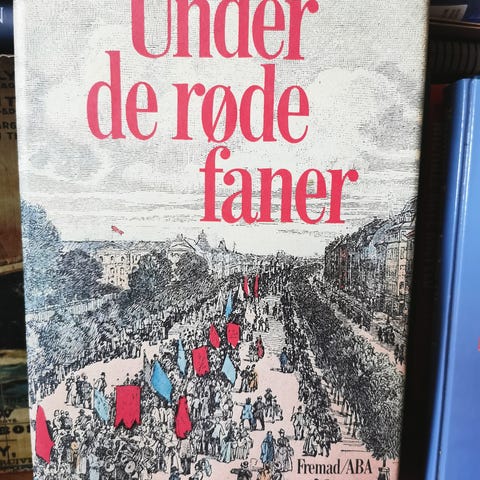 Under
de røde
faner
Fremad/ABA